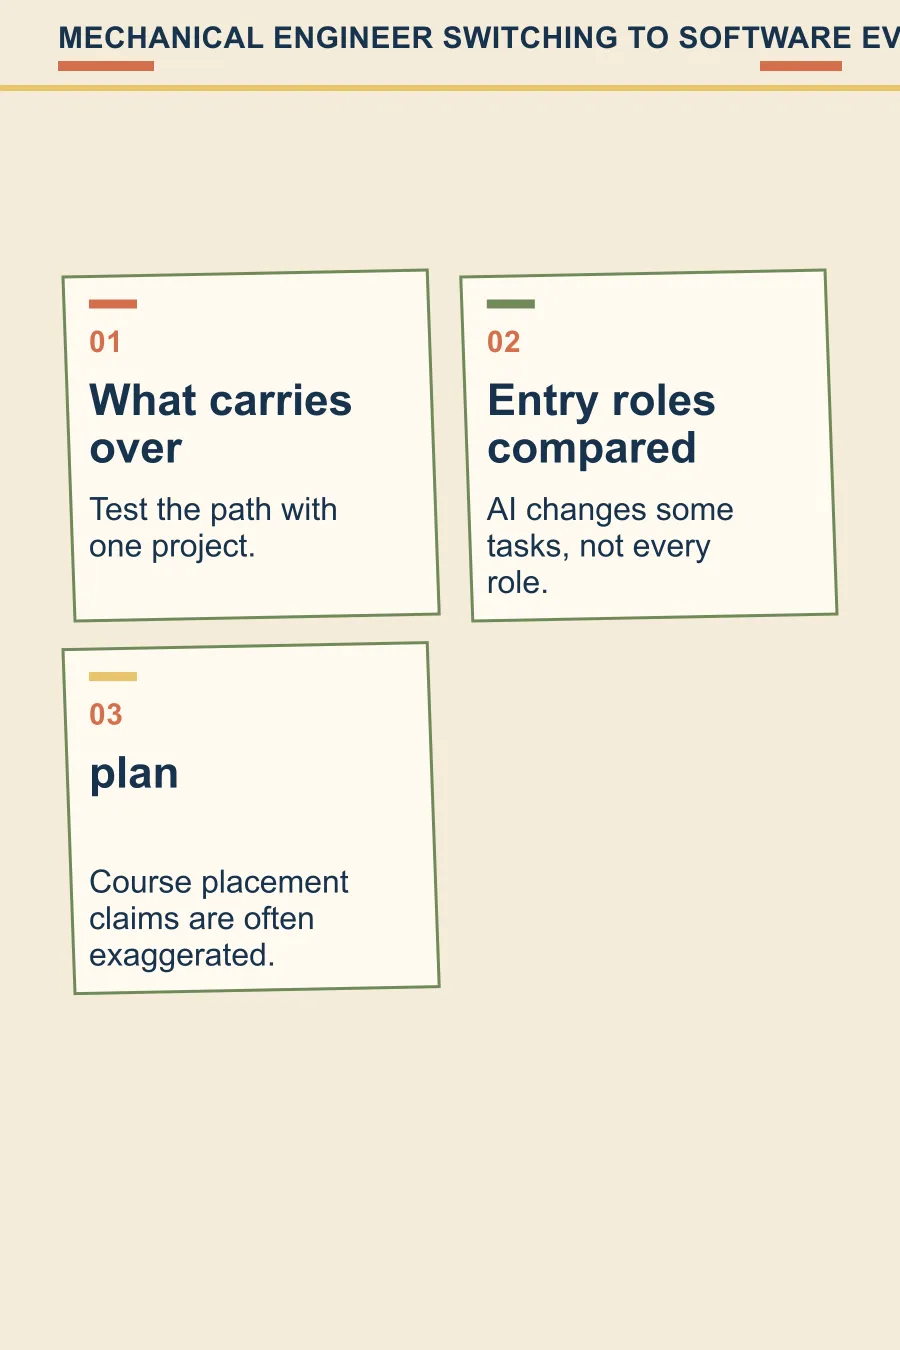 MECHANICAL ENGINEER SWITCHING TO SOFTWARE EV
01
What carries
over
Test the path with
one project.
02
Entry roles
compared
AI changes some
tasks, not every
role.
03
plan
Course placement
claims are often
exaggerated.